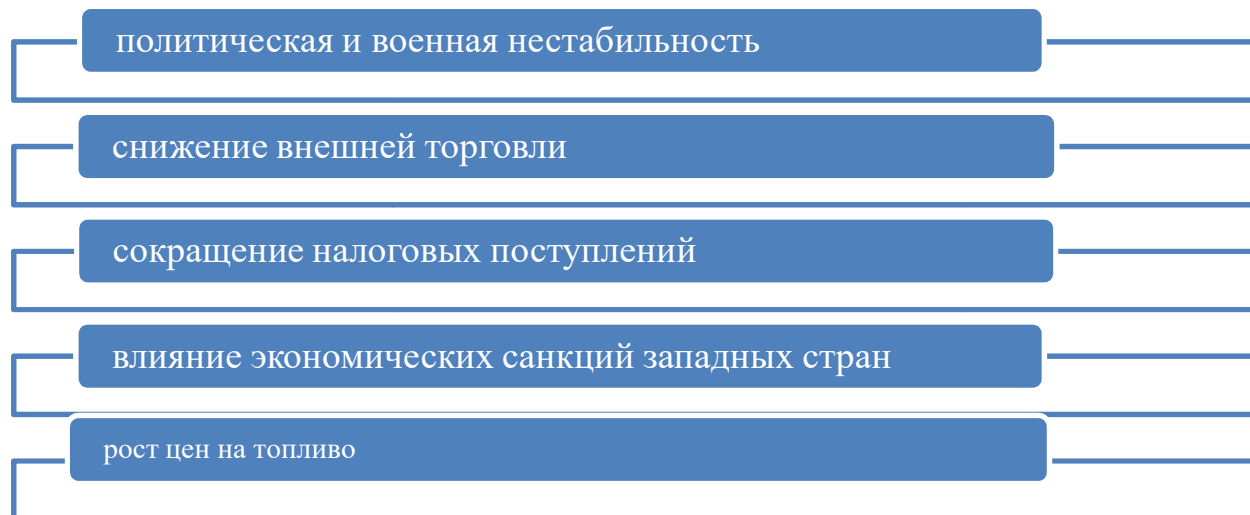 политическая и военная нестабильность
снижение внешней торговли
сокращение налоговых поступлений
влияние экономических санкций западных стран
рост цен на топливо